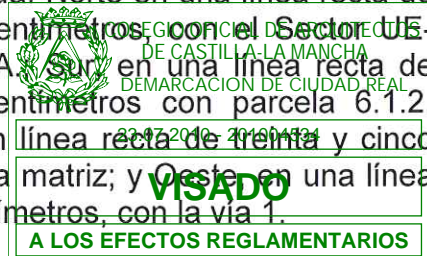 entímetros, con el Sector UE-
A. Sur, en una línea recta de
entímetros con parcela 6.1.2
línea recta de treinta y cinco
a matriz; y Oeste, en una línea
ímetros, con la vía 1.
COLEGIO OFICIAL DE ARQUITECTOS
DE CASTILLA-LA MANCHA
DEMARCACIÓN DE CIUDAD REAL
23-07-2010 - 201004534
VISADO
A LOS EFECTOS REGLAMENTARIOS